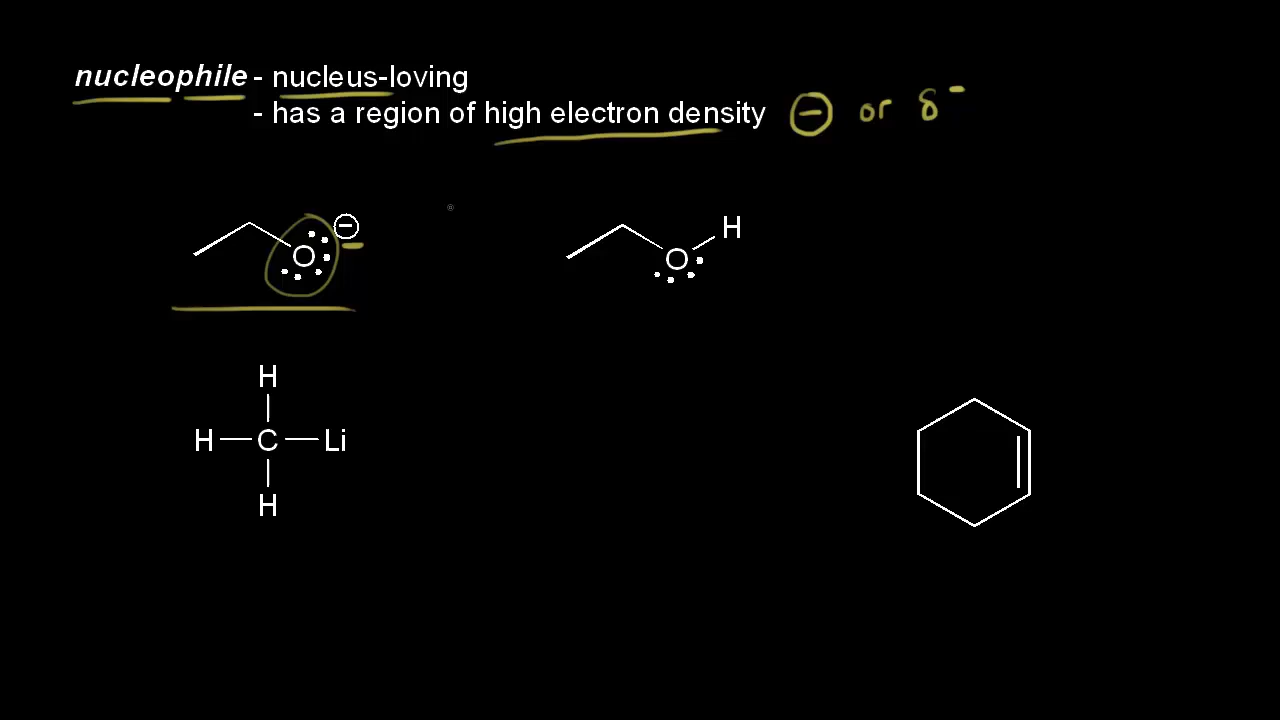 nucleophile - nucleus-loving
- has a region of high electron density ⊖ or δ⁻
O ⊖
O H
H
H C Li
H